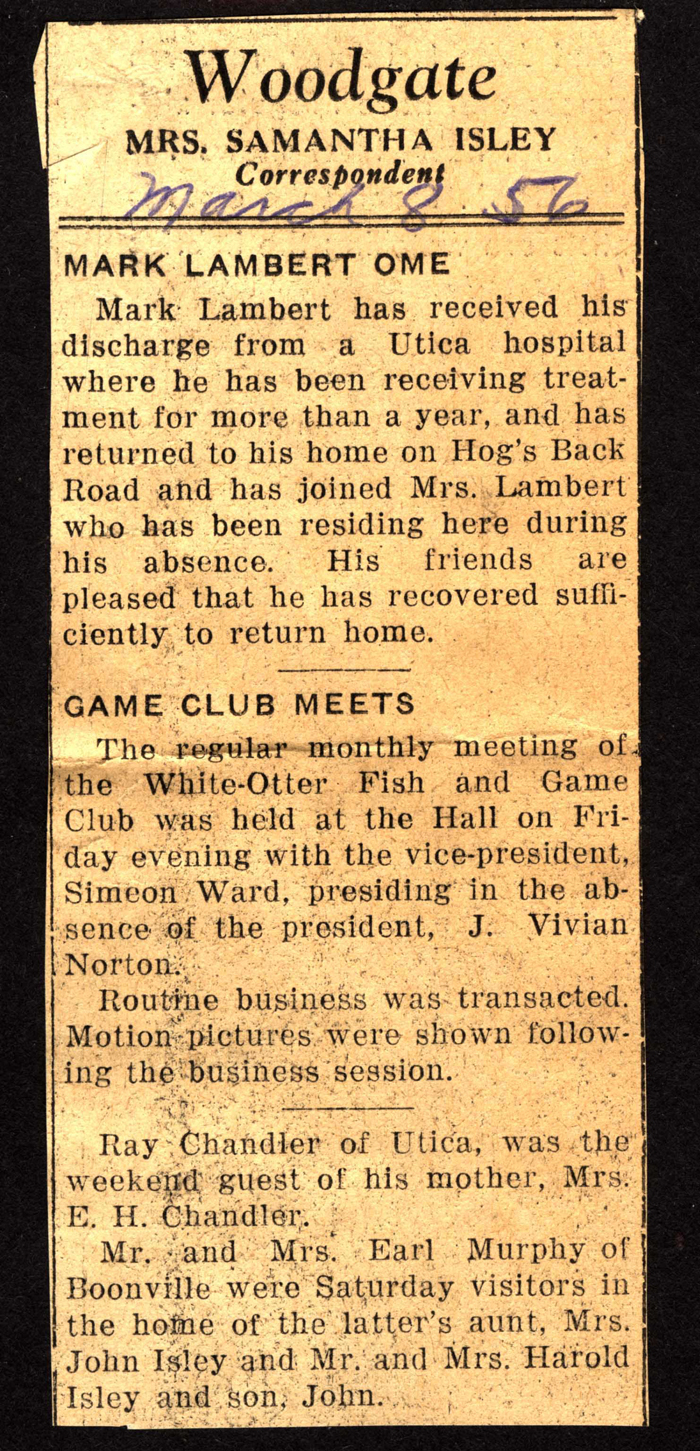 Woodgate
MRS. SAMANTHA ISLEY
Correspondent
March 8 56
MARK LAMBERT OME
Mark Lambert has received his
discharge from a Utica hospital
where he has been receiving treat-
ment for more than a year, and has
returned to his home on Hog's Back
Road and has joined Mrs. Lambert
who has been residing here during
his absence. His friends are
pleased that he has recovered suffi-
ciently to return home.
GAME CLUB MEETS
The regular monthly meeting of
the White-Otter Fish and Game
Club was held at the Hall on Fri-
day evening with the vice-president,
Simeon Ward, presiding in the ab-
sence of the president, J. Vivian
Norton.
Routine business was transacted.
Motion pictures were shown follow-
ing the business session.
Ray Chandler of Utica, was the
weekend guest of his mother, Mrs.
E. H. Chandler.
Mr. and Mrs. Earl Murphy of
Boonville were Saturday visitors in
the home of the latter's aunt, Mrs.
John Isley and Mr. and Mrs. Harold
Isley and son, John.